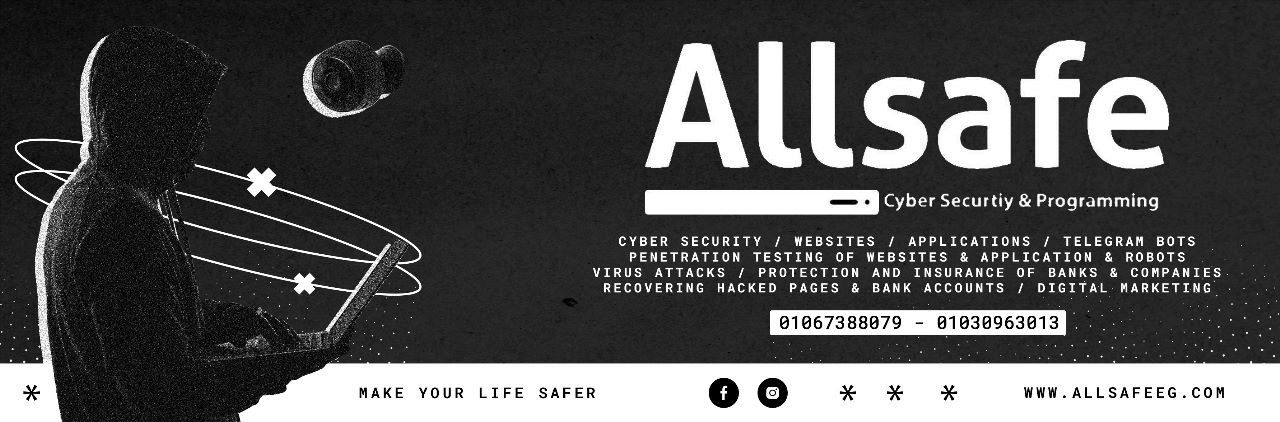 Allsafe
Cyber Securtiy & Programming
CYBER SECURITY / WEBSITES / APPLICATIONS / TELEGRAM BOTS
PENETRATION TESTING OF WEBSITES & APPLICATION & ROBOTS
VIRUS ATTACKS / PROTECTION AND INSURANCE OF BANKS & COMPANIES
RECOVERING HACKED PAGES & BANK ACCOUNTS / DIGITAL MARKETING
01067388079 - 01030963013
MAKE YOUR LIFE SAFER
WWW.ALLSAFEEG.COM